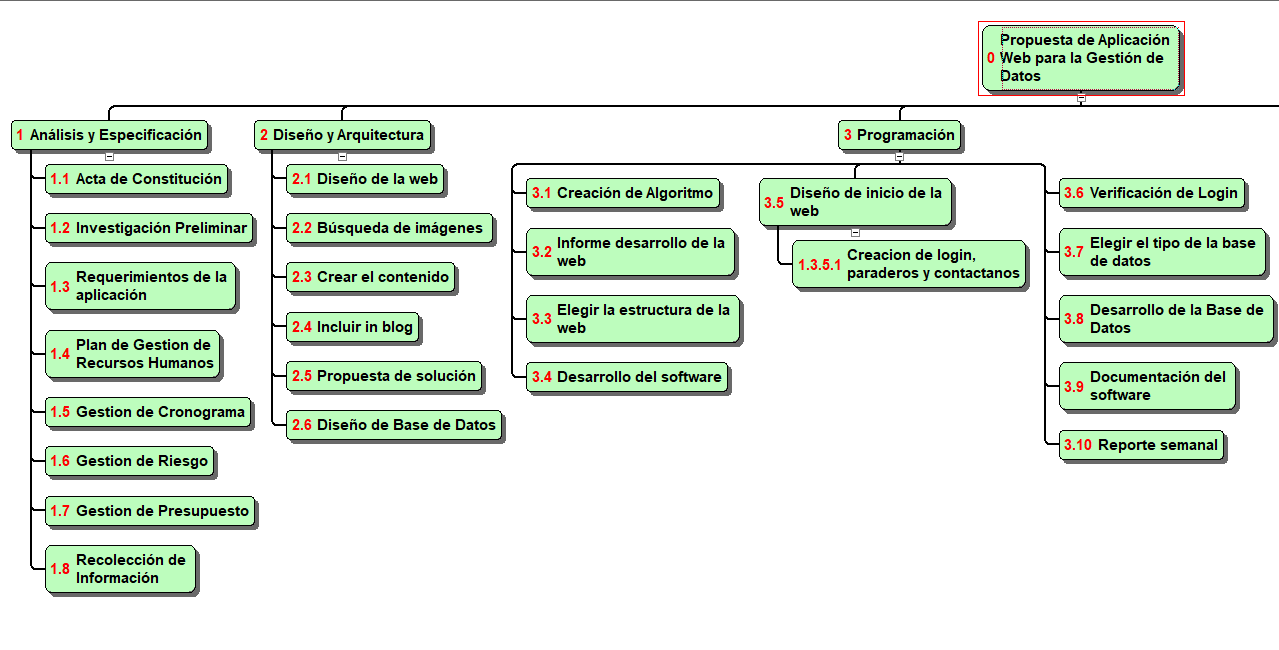 0 Propuesta de Aplicación
Web para la Gestión de
Datos
1 Análisis y Especificación
1.1 Acta de Constitución
1.2 Investigación Preliminar
1.3 Requerimientos de la
aplicación
1.4 Plan de Gestion de
Recursos Humanos
1.5 Gestion de Cronograma
1.6 Gestion de Riesgo
1.7 Gestion de Presupuesto
1.8 Recolección de
Información
2 Diseño y Arquitectura
2.1 Diseño de la web
2.2 Búsqueda de imágenes
2.3 Crear el contenido
2.4 Incluir in blog
2.5 Propuesta de solución
2.6 Diseño de Base de Datos
3 Programación
3.1 Creación de Algoritmo
3.2 Informe desarrollo de la
web
3.3 Elegir la estructura de la
web
3.4 Desarrollo del software
3.5 Diseño de inicio de la
web
1.3.5.1 Creacion de login,
paraderos y contactanos
3.6 Verificación de Login
3.7 Elegir el tipo de la base
de datos
3.8 Desarrollo de la Base de
Datos
3.9 Documentación del
software
3.10 Reporte semanal